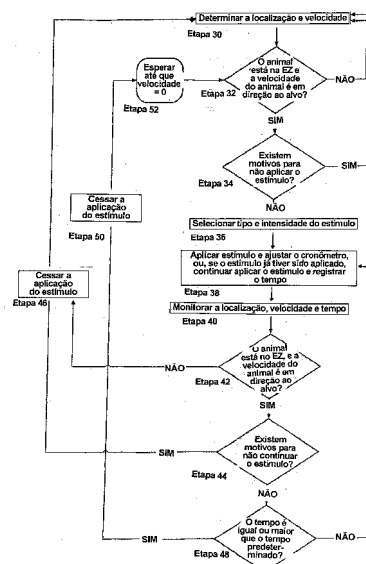 Determinar a localização e velocidade
Etapa 30
Esperar
até que
velocidade
= 0
Etapa 52
O animal
está na EZ e a
velocidade do
animal é em
direção ao
alvo?
Etapa 32
NÃO
SIM
Existem
motivos para
não aplicar o
estímulo?
Etapa 34
SIM
NÃO
Selecionar tipo e intensidade do estímulo
Etapa 36
Aplicar estímulo e ajustar o cronômetro,
ou, se o estímulo já tiver sido aplicado,
continuar aplicar o estímulo e registrar
o tempo
Etapa 38
Monitorar a localização, velocidade e tempo
Etapa 40
Cessar a
aplicação
do estímulo
Etapa 50
Cessar a
aplicação
do estímulo
Etapa 46
O animal
está no EZ, e a
velocidade do
animal é em
direção ao
alvo?
Etapa 42
NÃO
SIM
Existem
motivos para
não continuar
o estímulo?
Etapa 44
SIM
NÃO
O tempo é
igual ou maior
que o tempo
predeter-
minado?
Etapa 48
SIM
NÃO